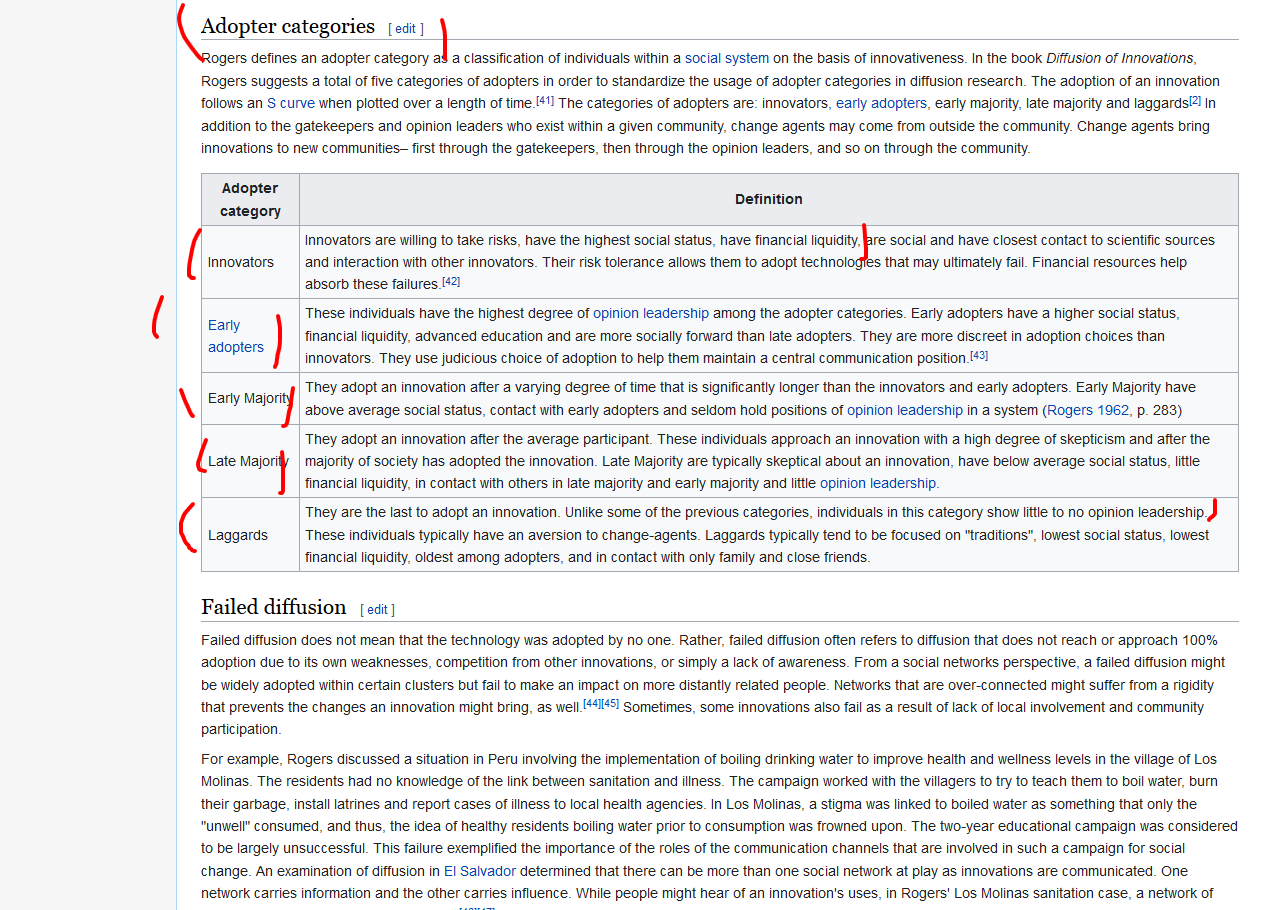 Adopter categories [ edit ]
Rogers defines an adopter category as a classification of individuals within a social system on the basis of innovativeness. In the book Diffusion of Innovations,
Rogers suggests a total of five categories of adopters in order to standardize the usage of adopter categories in diffusion research. The adoption of an innovation
follows an S curve when plotted over a length of time.[41] The categories of adopters are: innovators, early adopters, early majority, late majority and laggards[2] In
addition to the gatekeepers and opinion leaders who exist within a given community, change agents may come from outside the community. Change agents bring
innovations to new communities– first through the gatekeepers, then through the opinion leaders, and so on through the community.
Adopter
category
Definition
Innovators
Innovators are willing to take risks, have the highest social status, have financial liquidity, are social and have closest contact to scientific sources
and interaction with other innovators. Their risk tolerance allows them to adopt technologies that may ultimately fail. Financial resources help
absorb these failures.[42]
Early
adopters
These individuals have the highest degree of opinion leadership among the adopter categories. Early adopters have a higher social status,
financial liquidity, advanced education and are more socially forward than late adopters. They are more discreet in adoption choices than
innovators. They use judicious choice of adoption to help them maintain a central communication position.[43]
Early Majority
They adopt an innovation after a varying degree of time that is significantly longer than the innovators and early adopters. Early Majority have
above average social status, contact with early adopters and seldom hold positions of opinion leadership in a system (Rogers 1962, p. 283)
Late Majority
They adopt an innovation after the average participant. These individuals approach an innovation with a high degree of skepticism and after the
majority of society has adopted the innovation. Late Majority are typically skeptical about an innovation, have below average social status, little
financial liquidity, in contact with others in late majority and early majority and little opinion leadership.
Laggards
They are the last to adopt an innovation. Unlike some of the previous categories, individuals in this category show little to no opinion leadership.
These individuals typically have an aversion to change-agents. Laggards typically tend to be focused on "traditions", lowest social status, lowest
financial liquidity, oldest among adopters, and in contact with only family and close friends.
Failed diffusion [ edit ]
Failed diffusion does not mean that the technology was adopted by no one. Rather, failed diffusion often refers to diffusion that does not reach or approach 100%
adoption due to its own weaknesses, competition from other innovations, or simply a lack of awareness. From a social networks perspective, a failed diffusion might
be widely adopted within certain clusters but fail to make an impact on more distantly related people. Networks that are over-connected might suffer from a rigidity
that prevents the changes an innovation might bring, as well.[44][45] Sometimes, some innovations also fail as a result of lack of local involvement and community
participation.
For example, Rogers discussed a situation in Peru involving the implementation of boiling drinking water to improve health and wellness levels in the village of Los
Molinas. The residents had no knowledge of the link between sanitation and illness. The campaign worked with the villagers to try to teach them to boil water, burn
their garbage, install latrines and report cases of illness to local health agencies. In Los Molinas, a stigma was linked to boiled water as something that only the
"unwell" consumed, and thus, the idea of healthy residents boiling water prior to consumption was frowned upon. The two-year educational campaign was considered
to be largely unsuccessful. This failure exemplified the importance of the roles of the communication channels that are involved in such a campaign for social
change. An examination of diffusion in El Salvador determined that there can be more than one social network at play as innovations are communicated. One
network carries information and the other carries influence. While people might hear of an innovation's uses, in Rogers' Los Molinas sanitation case, a network of